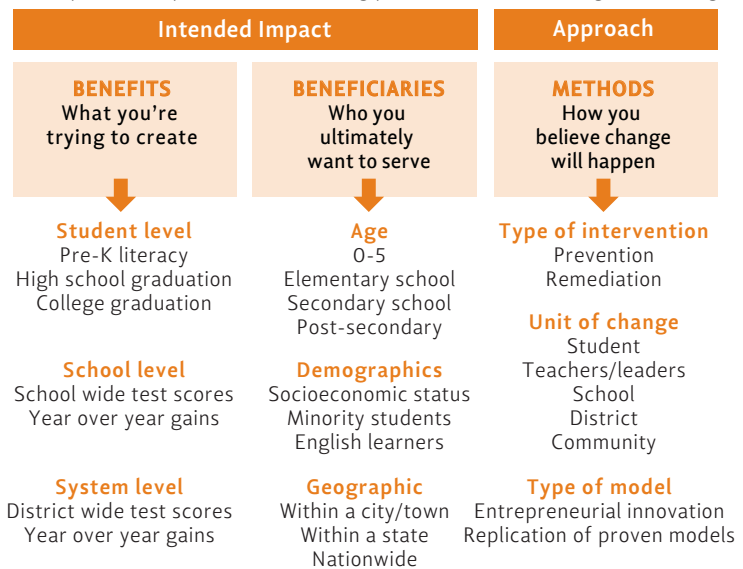 Intended Impact
Approach
BENEFITS
What you're
trying to create
BENEFICIARIES
Who you
ultimately
want to serve
METHODS
How you
believe change
will happen
Student level
Pre-K literacy
High school graduation
College graduation
School level
School wide test scores
Year over year gains
System level
District wide test scores
Year over year gains
Age
0-5
Elementary school
Secondary school
Post-secondary
Demographics
Socioeconomic status
Minority students
English learners
Geographic
Within a city/town
Within a state
Nationwide
Type of intervention
Prevention
Remediation
Unit of change
Student
Teachers/leaders
School
District
Community
Type of model
Entrepreneurial innovation
Replication of proven models